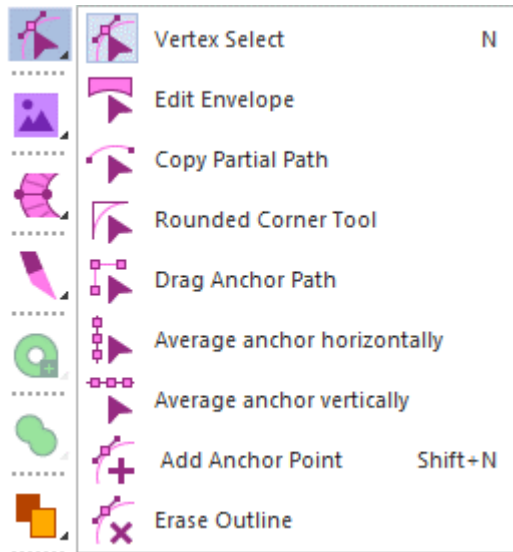 Vertex Select N
Edit Envelope
Copy Partial Path
Rounded Corner Tool
Drag Anchor Path
Average anchor horizontally
Average anchor vertically
Add Anchor Point Shift+N
Erase Outline